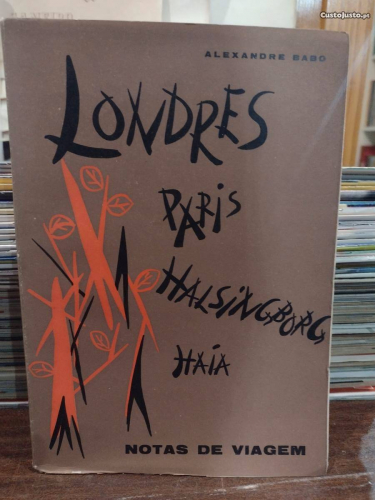 CustoJusto.pt
ALEXANDRE BABO
LONDRES
PARIS
HALSINGBORG,
HAIA
NOTAS DE VIAGEM